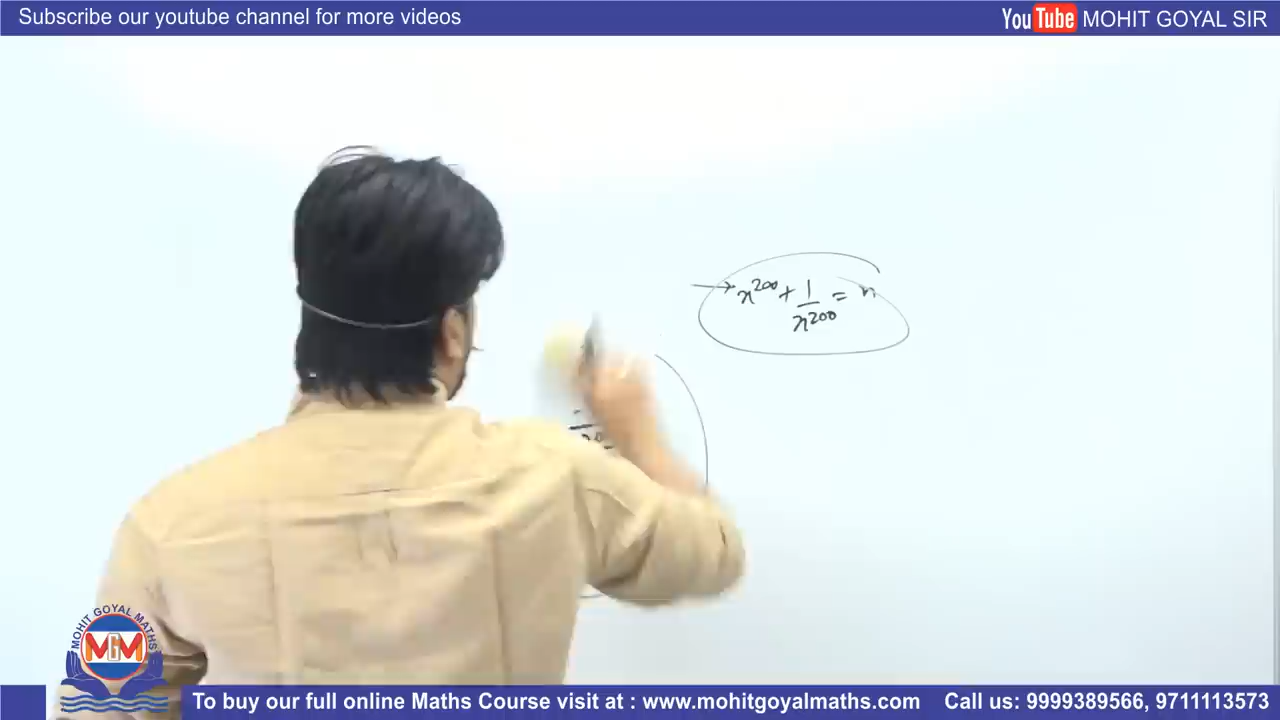 Subscribe our youtube channel for more videos
YouTube MOHIT GOYAL SIR
x²⁰⁰ + 1/x²⁰⁰ = n
MOHIT GOYAL MATHS
MGM
To buy our full online Maths Course visit at : www.mohitgoyalmaths.com Call us: 9999389566, 9711113573